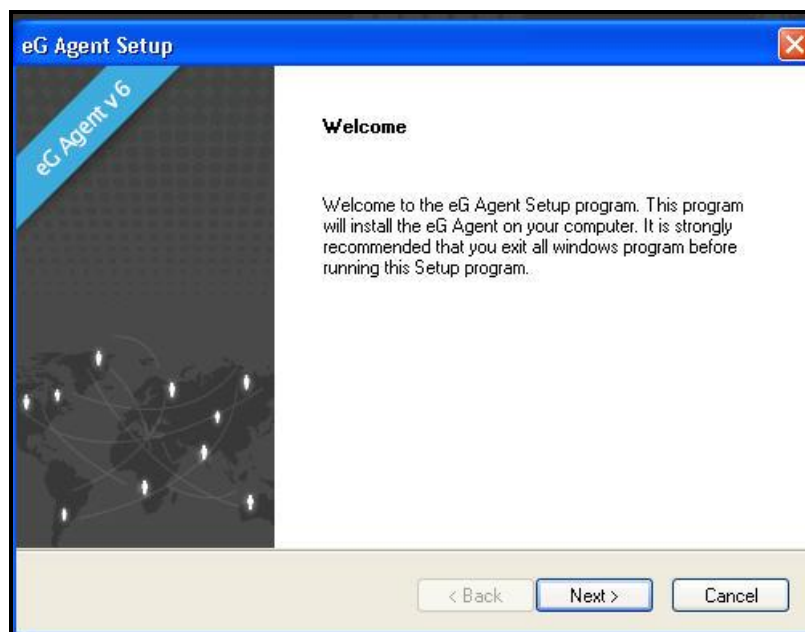 eG Agent Setup
eG Agent v 6
Welcome
Welcome to the eG Agent Setup program. This program
will install the eG Agent on your computer. It is strongly
recommended that you exit all windows program before
running this Setup program.
< Back
Next >
Cancel